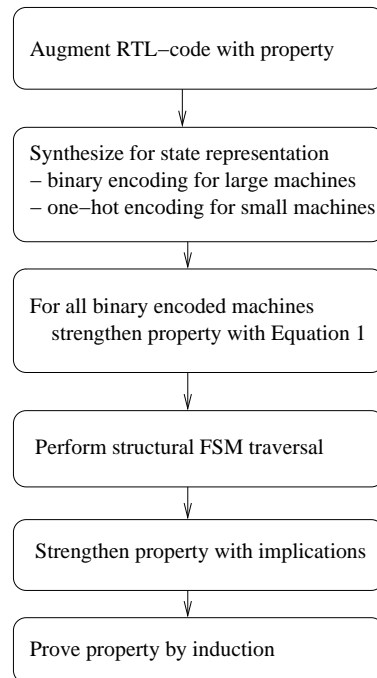 Augment RTL−code with property
Synthesize for state representation
− binary encoding for large machines
− one−hot encoding for small machines
For all binary encoded machines
strengthen property with Equation 1
Perform structural FSM traversal
Strengthen property with implications
Prove property by induction